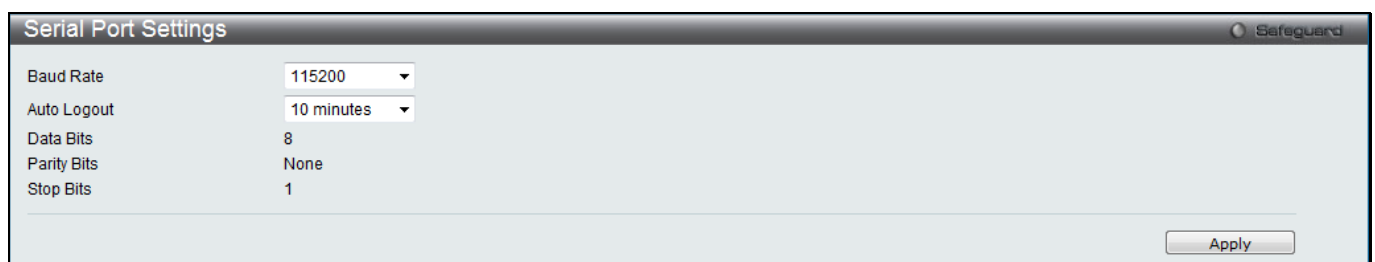 Serial Port Settings
Safeguard
Baud Rate 115200
Auto Logout 10 minutes
Data Bits 8
Parity Bits None
Stop Bits 1
Apply